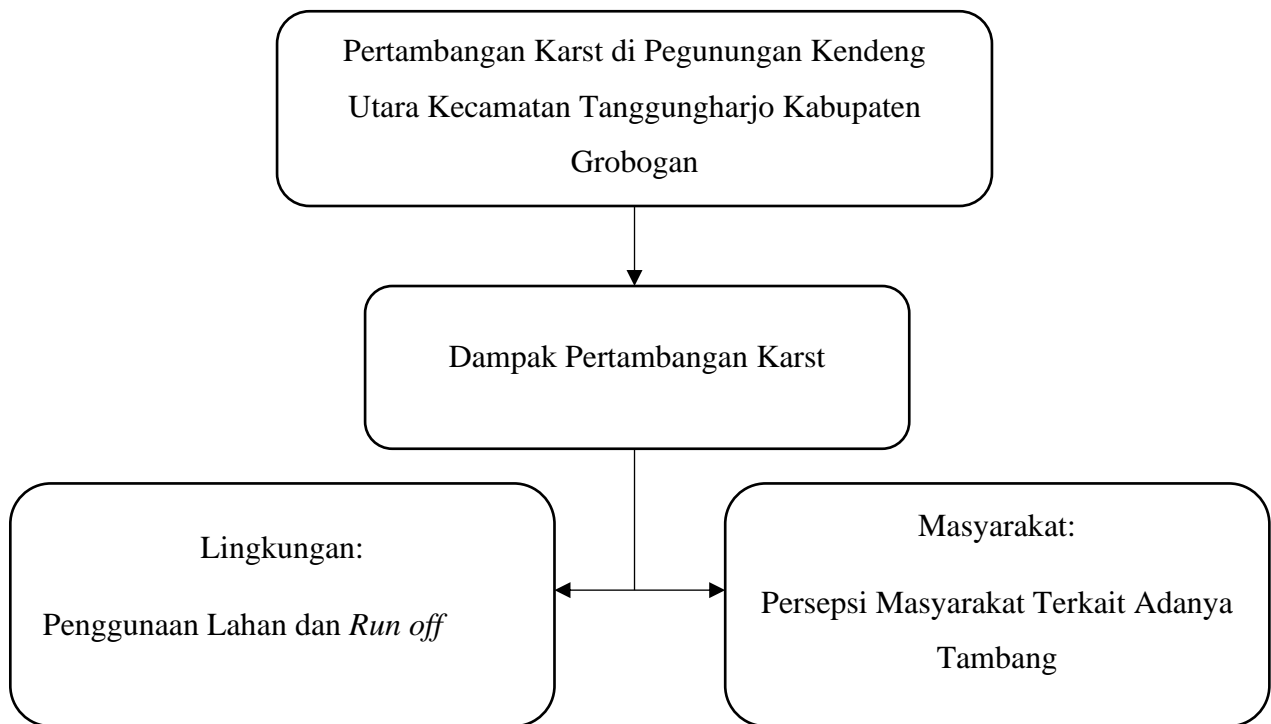 Pertambangan Karst di Pegunungan Kendeng
Utara Kecamatan Tanggungharjo Kabupaten
Grobogan
Dampak Pertambangan Karst
Lingkungan:
Penggunaan Lahan dan Run off
Masyarakat:
Persepsi Masyarakat Terkait Adanya
Tambang